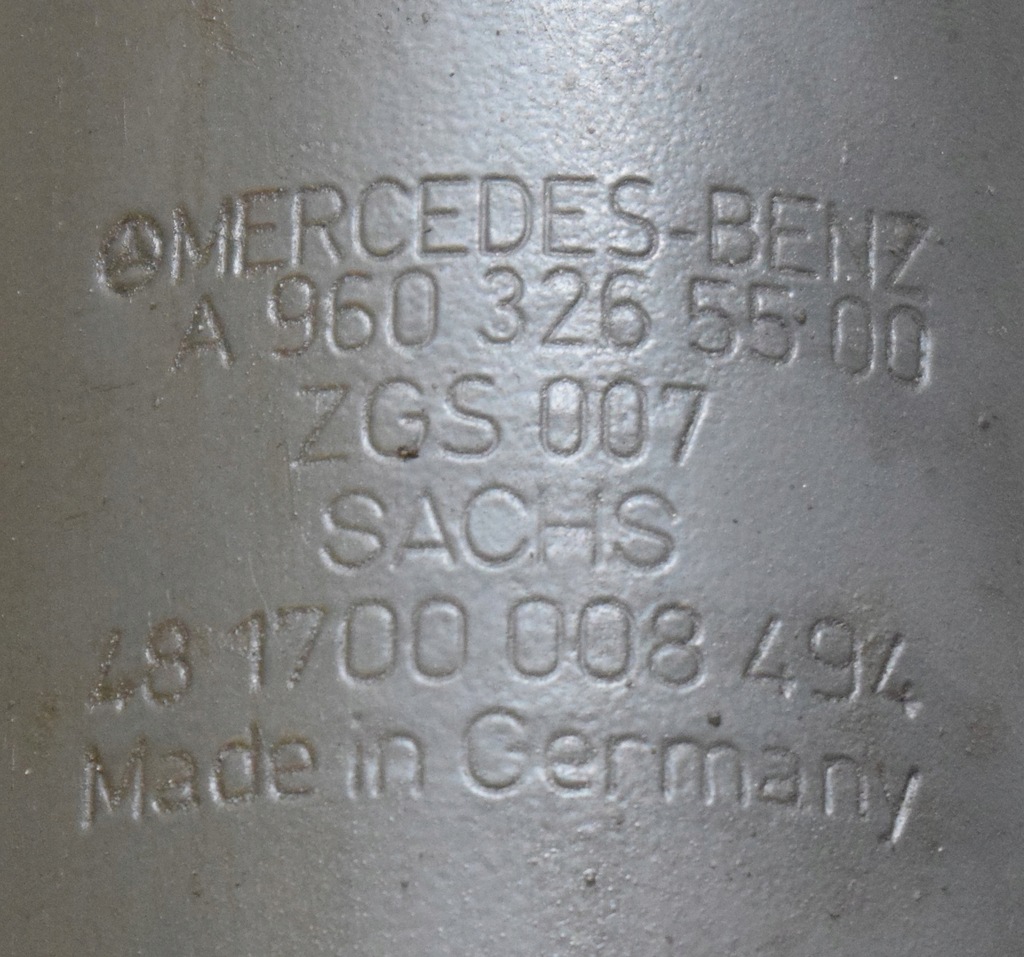 MERCEDES-BENZ
A 960 326 55 00
ZGS 007
SACHS
48 1700 008 494
Made in Germany